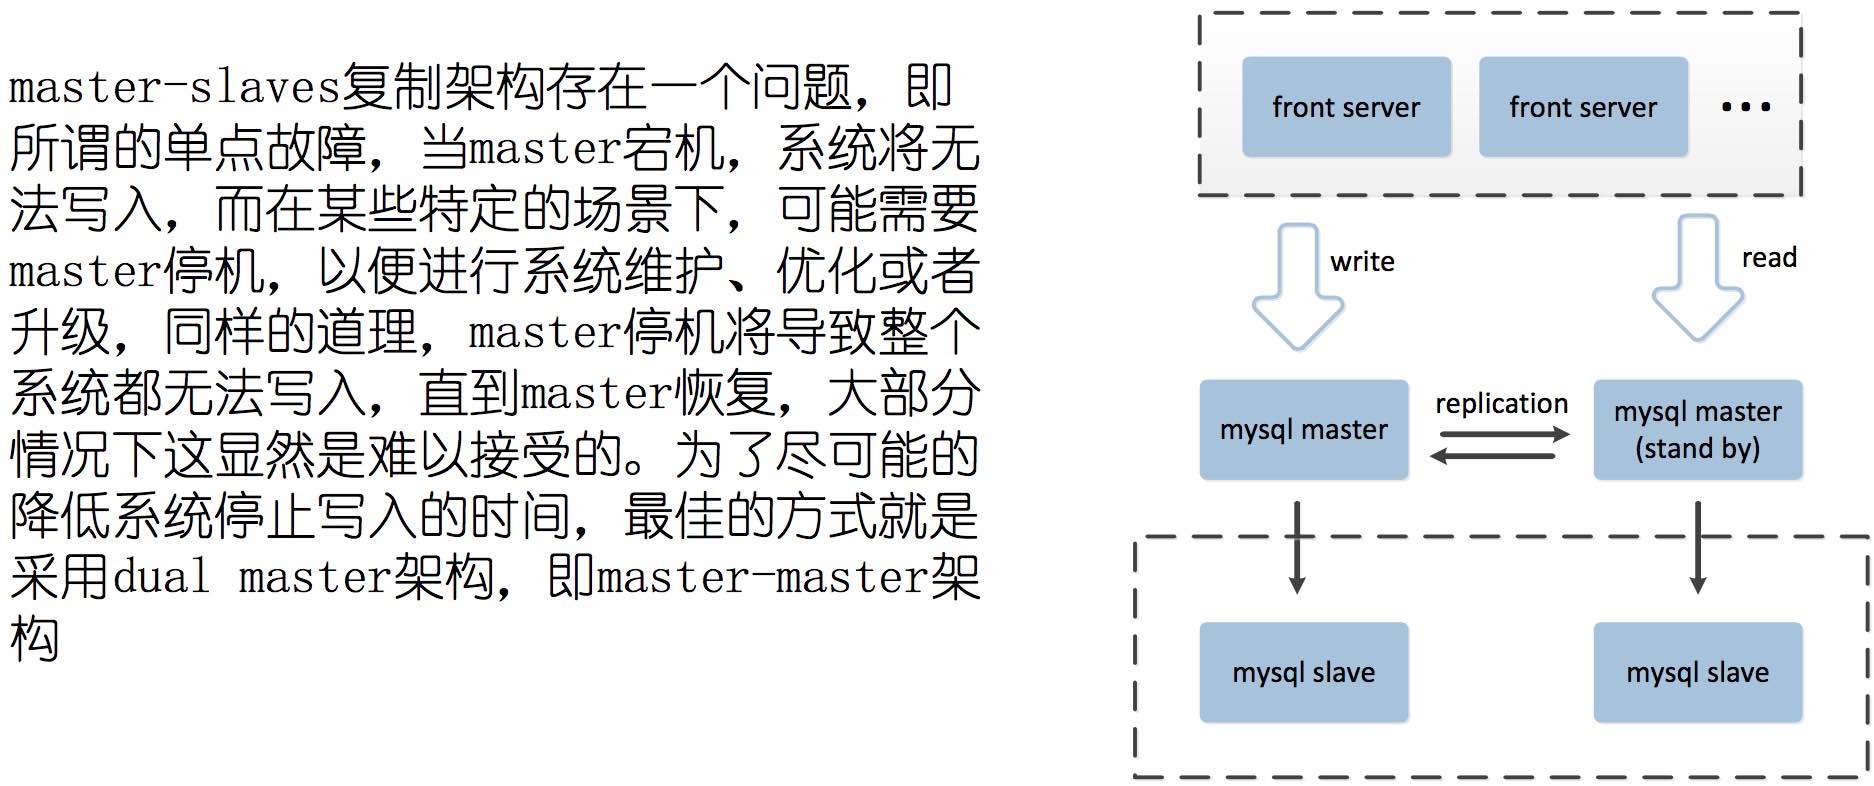 master-slaves复制架构存在一个问题，即
所谓的单点故障，当master宕机，系统将无
法写入，而在某些特定的场景下，可能需要
master停机，以便进行系统维护、优化或者
升级，同样的道理，master停机将导致整个
系统都无法写入，直到master恢复，大部分
情况下这显然是难以接受的。为了尽可能的
降低系统停止写入的时间，最佳的方式就是
采用dual master架构，即master-master架
构
front server
front server
...
write
read
mysql master
replication
mysql master
(stand by)
mysql slave
mysql slave